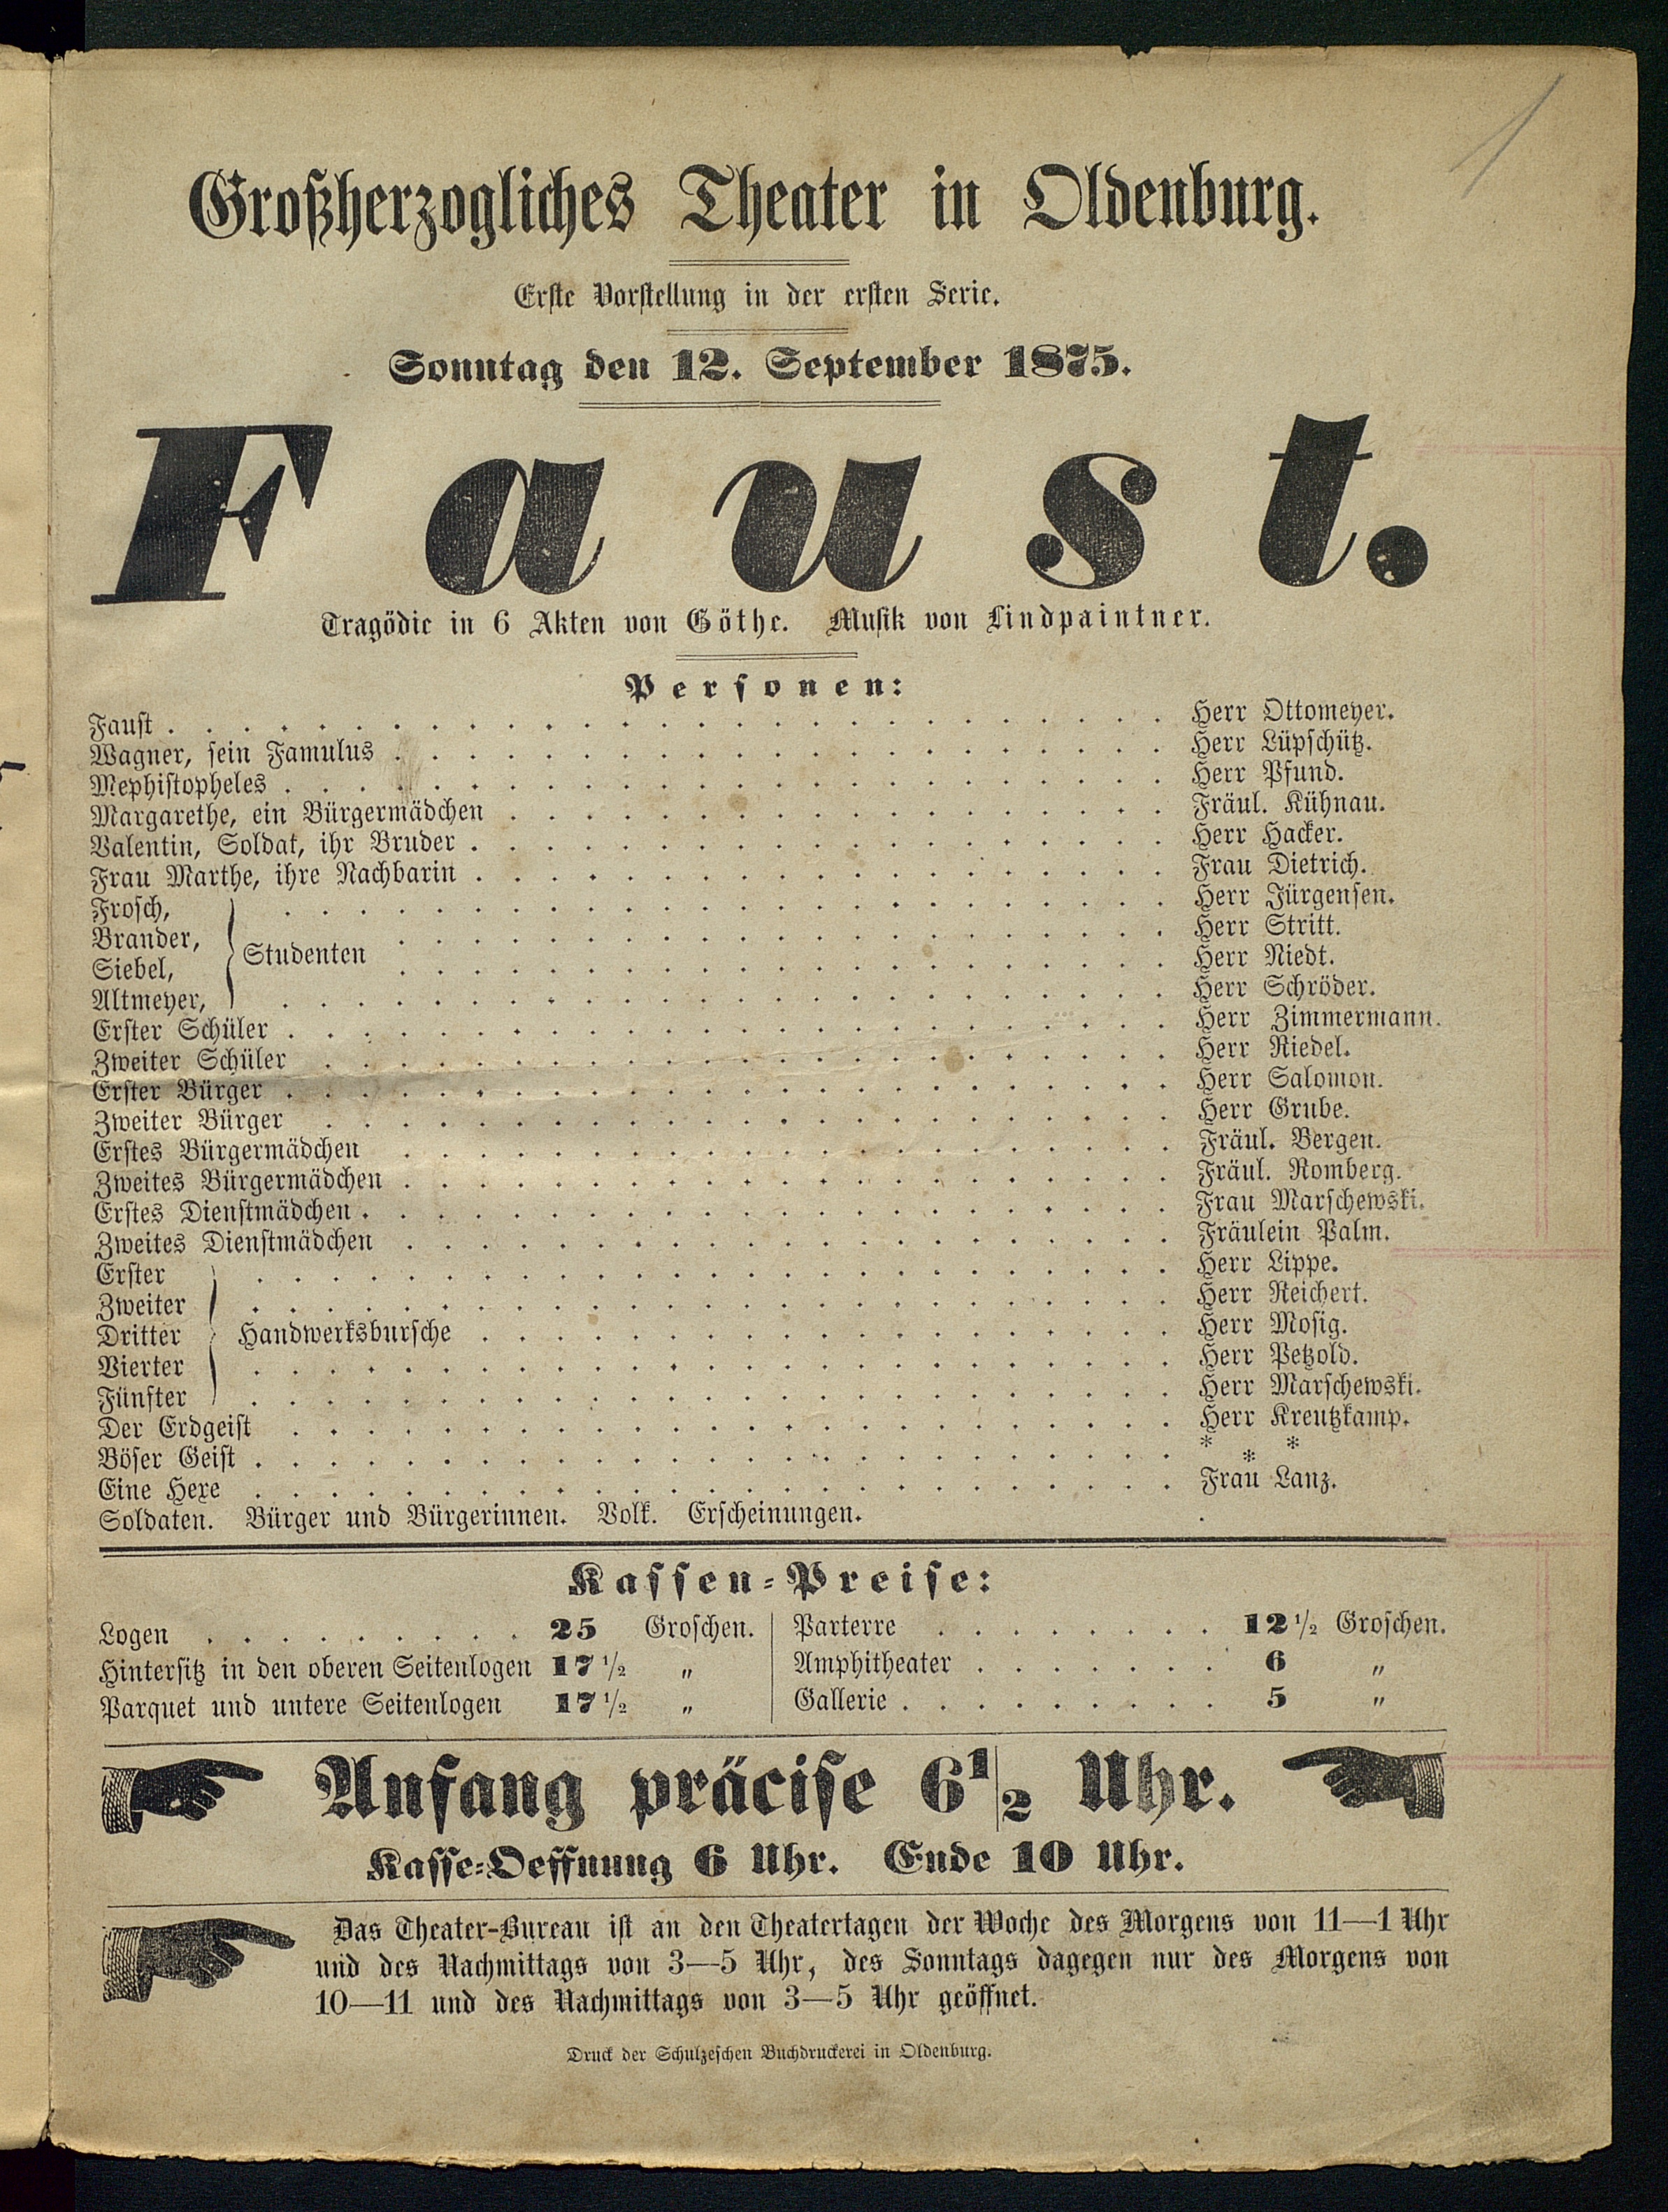 1
Großherzogliches Theater in Oldenburg.
Erste Vorstellung in der ersten Serie.
Sonntag den 12. September 1875.
Faust.
Tragödie in 6 Akten von Göthe. Musik von Lindpaintner.
Personen:
Faust . . . . . Herr Ottomeyer.
Wagner, sein Famulus . . . . . Herr Lüpschütz.
Mephistopheles . . . . . Herr Pfund.
Margarethe, ein Bürgermädchen . . . . . Fräul. Kühnau.
Valentin, Soldat, ihr Bruder . . . . . Herr Hacker.
Frau Marthe, ihre Nachbarin . . . . . Frau Dietrich.
Frosch, . . . . . Herr Jürgensen.
Brander, . . . . . Herr Stritt.
Studenten
Siebel, . . . . . Herr Niedt.
Altmeyer, . . . . . Herr Schröder.
Erster Schüler . . . . . Herr Zimmermann.
Zweiter Schüler . . . . . Herr Riedel.
Erster Bürger . . . . . Herr Salomon.
Zweiter Bürger . . . . . Herr Grube.
Erstes Bürgermädchen . . . . . Fräul. Bergen.
Zweites Bürgermädchen . . . . . Fräul. Romberg.
Erstes Dienstmädchen . . . . . Frau Marschewski.
Zweites Dienstmädchen . . . . . Fräulein Palm.
Erster . . . . . Herr Lippe.
Zweiter . . . . . Herr Reichert.
Dritter Handwerksbursche . . . . . Herr Mosig.
Vierter . . . . . Herr Petzold.
Fünfter . . . . . Herr Marschewski.
Der Erdgeist . . . . . Herr Kreutzkamp.
Böser Geist . . . . . * * *
Eine Hexe . . . . . Frau Lanz.
Soldaten. Bürger und Bürgerinnen. Volk. Erscheinungen.
Kassen-Preise:
Logen . . . . . 25 Groschen. Parterre . . . . . 12 1/2 Groschen.
Hintersitz in den oberen Seitenlogen 17 1/2 " Amphitheater . . . . . 6 "
Parquet und untere Seitenlogen 17 1/2 " Gallerie . . . . . 5 "
Anfang präcise 6 1/2 Uhr.
Kasse-Oeffnung 6 Uhr. Ende 10 Uhr.
Das Theater-Bureau ist an den Theatertagen der Woche des Morgens von 11—1 Uhr
und des Nachmittags von 3—5 Uhr, des Sonntags dagegen nur des Morgens von
10—11 und des Nachmittags von 3—5 Uhr geöffnet.
Druck der Schulzeschen Buchdruckerei in Oldenburg.